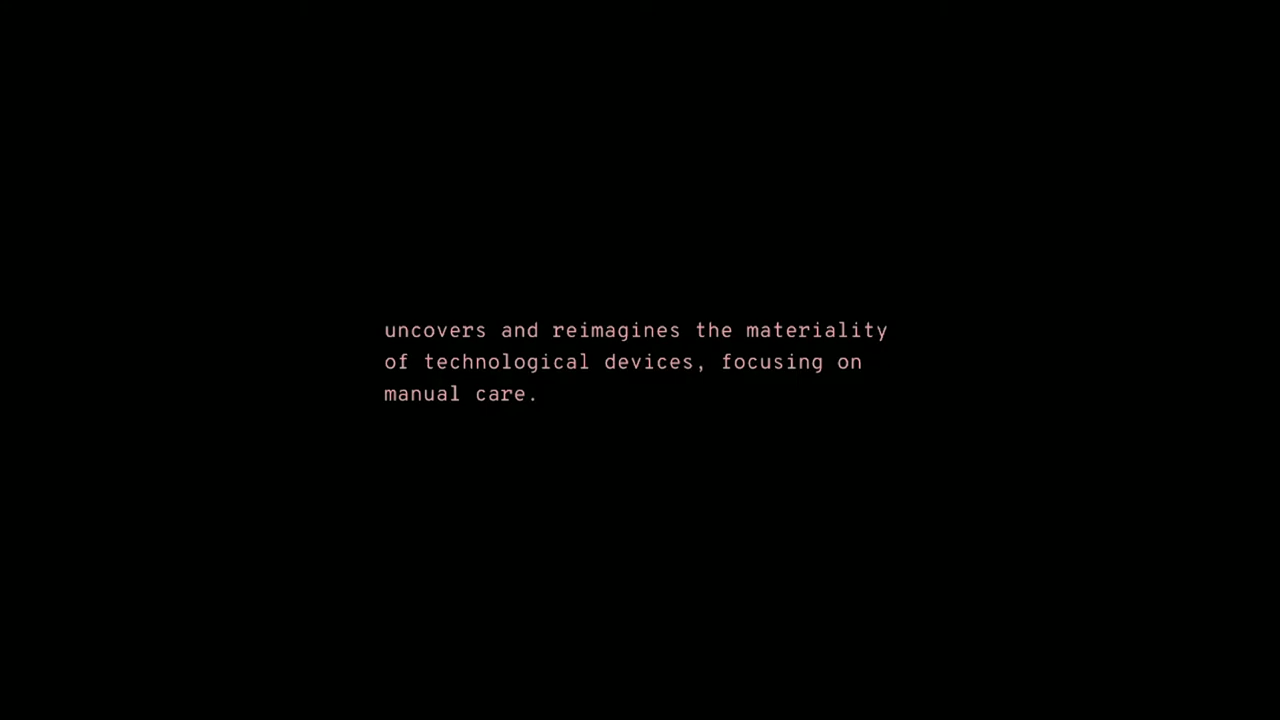 uncovers and reimagines the materiality
of technological devices, focusing on
manual care.